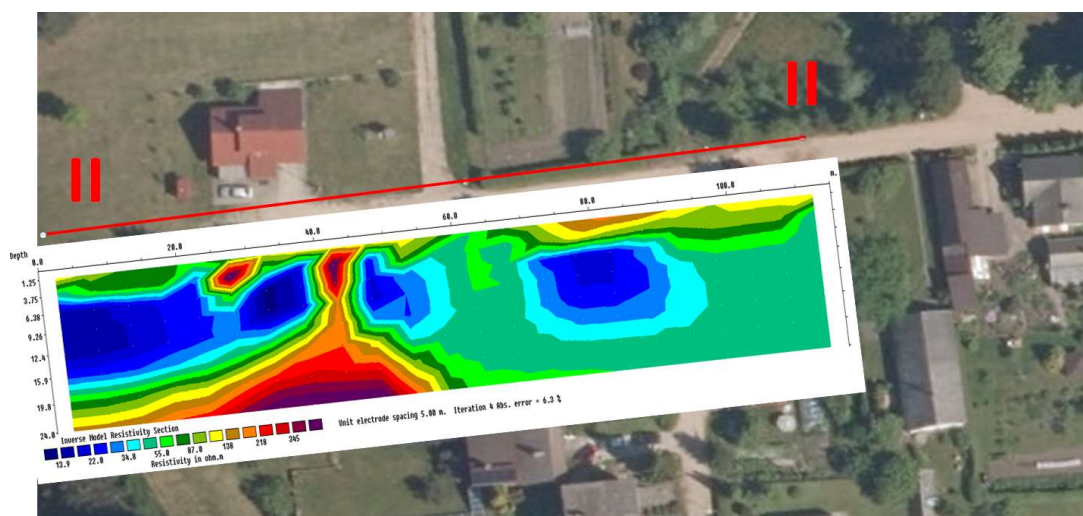 II
II
Depth 0.0 20.0 40.0 60.0 80.0 100.0 m.
1.25
3.75
6.38
9.26
12.4
15.9
19.8
24.0
Inverse Model Resistivity Section
13.9 22.0 34.8 55.0 87.0 138 218 345
Resistivity in ohm.m
Unit electrode spacing 5.00 m. Iteration 4 Abs. error = 6.3 %